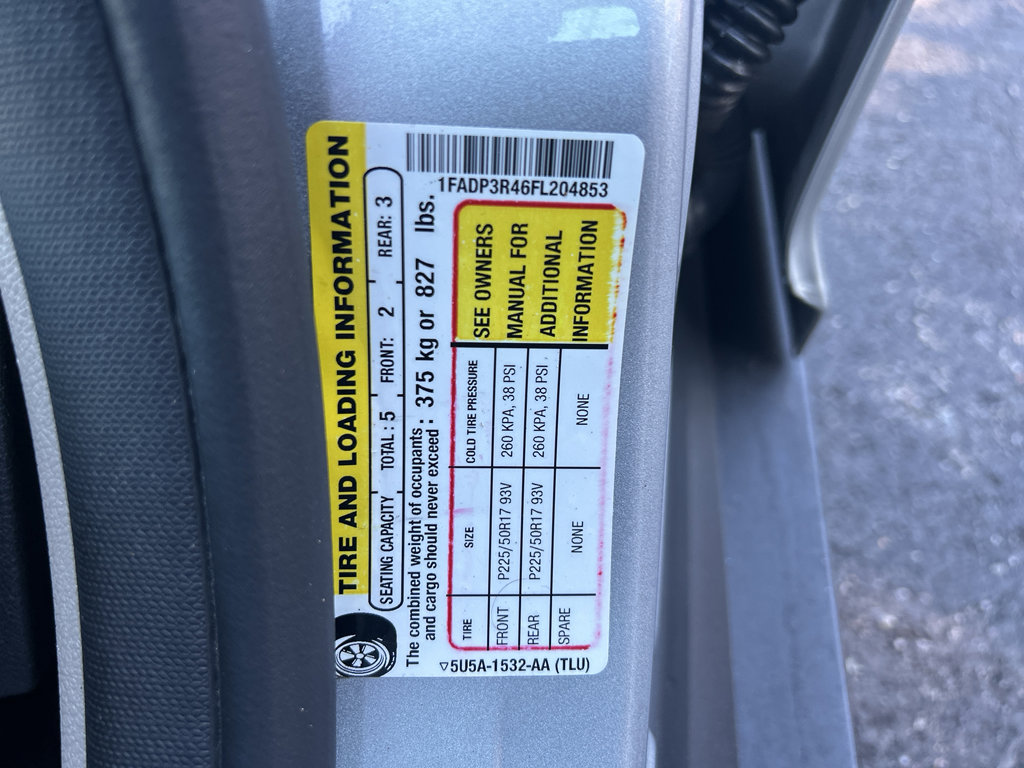 TIRE AND LOADING INFORMATION
SEATING CAPACITY TOTAL : 5 FRONT: 2 REAR: 3
The combined weight of occupants
and cargo should never exceed : 375 kg or 827 lbs.
1FADP3R46FL204853
TIRE SIZE COLD TIRE PRESSURE
FRONT P225/50R17 93V 260 KPA, 38 PSI
REAR P225/50R17 93V 260 KPA, 38 PSI
SPARE NONE NONE
SEE OWNERS
MANUAL FOR
ADDITIONAL
INFORMATION
5U5A-1532-AA (TLU)